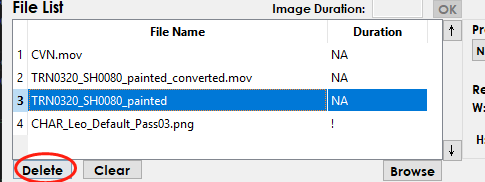 File List
Image Duration:
OK
File Name Duration
1 CVN.mov NA
2 TRN0320_SH0080_painted_converted.mov NA
3 TRN0320_SH0080_painted NA
4 CHAR_Leo_Default_Pass03.png !
Delete Clear Browse
Pr
N
Re
W:
H: